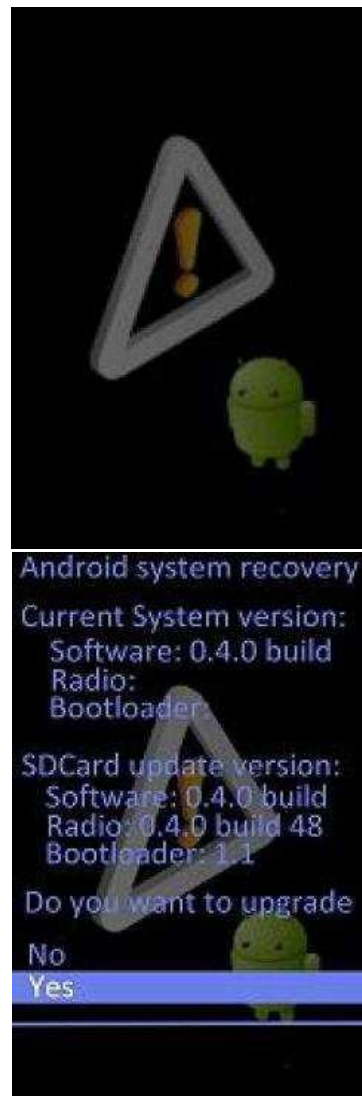 Android system recovery
Current System version:
Software: 0.4.0 build
Radio:
Bootloader:
SDCard update version:
Software: 0.4.0 build
Radio: 0.4.0 build 48
Bootloader: 1.1
Do you want to upgrade
No
Yes